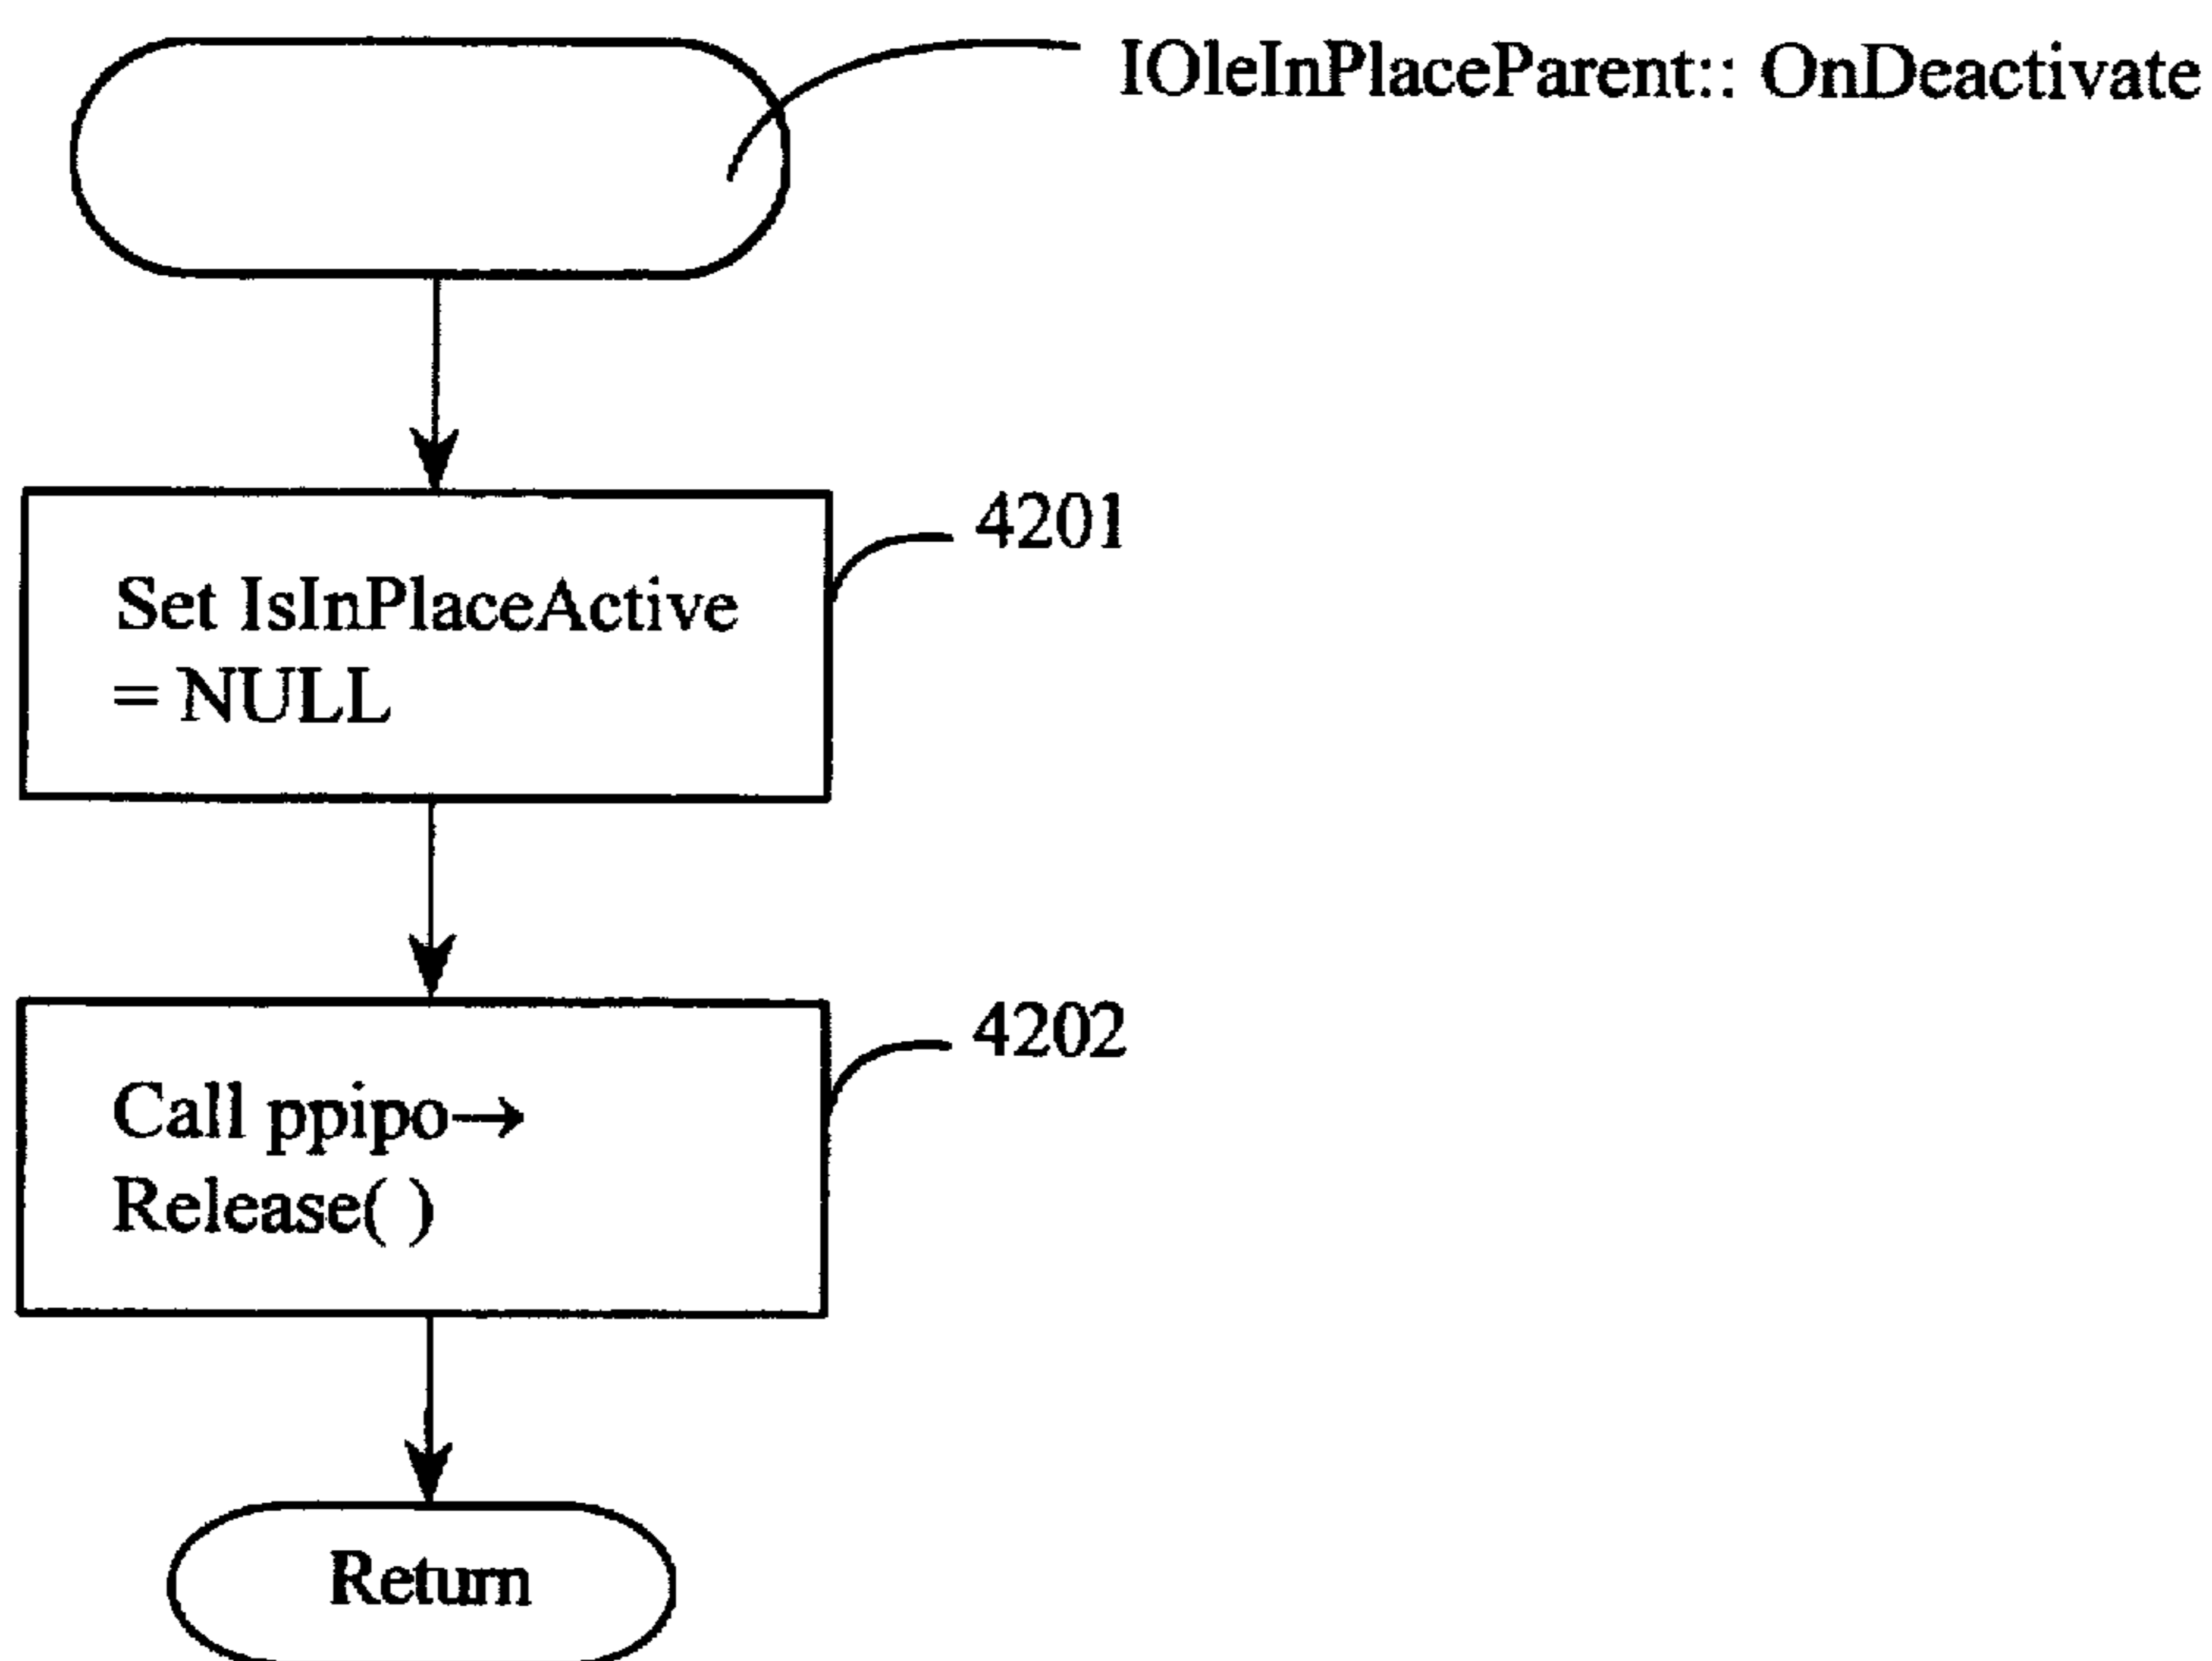 IOleInPlaceParent:: OnDeactivate
4201
Set IsInPlaceActive
= NULL
4202
Call ppipo→
Release( )
Return